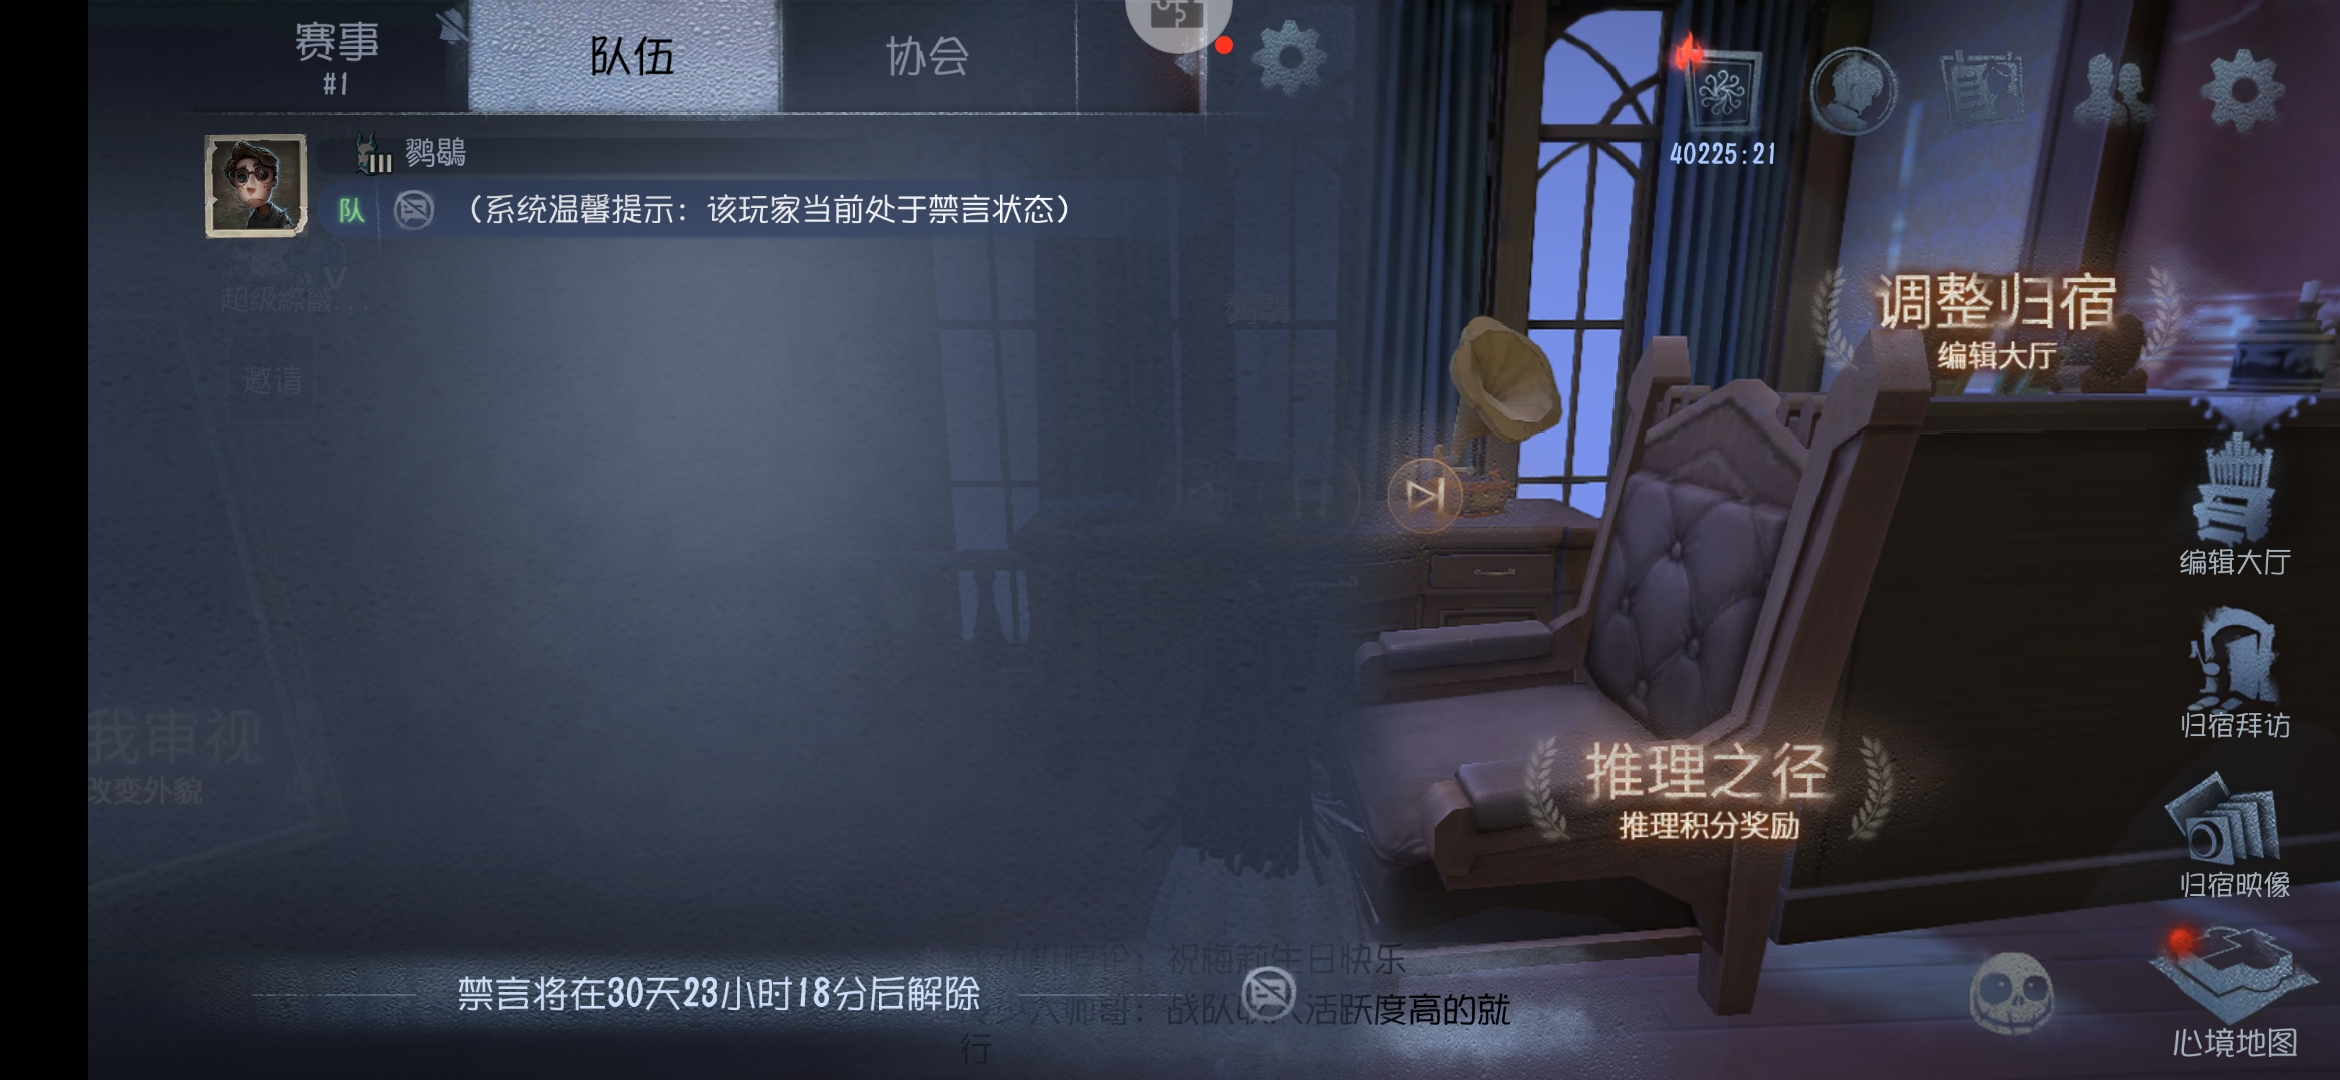 赛事
#1
队伍
协会
40225:21
鹨鶡
队
（系统温馨提示：该玩家当前处于禁言状态）
邀请
调整归宿
编辑大厅
编辑大厅
归宿拜访
我审视
改变外貌
推理之径
推理积分奖励
归宿映像
祝梅莉生日快乐
禁言将在30天23小时18分后解除
活跃度高的就
行
心境地图